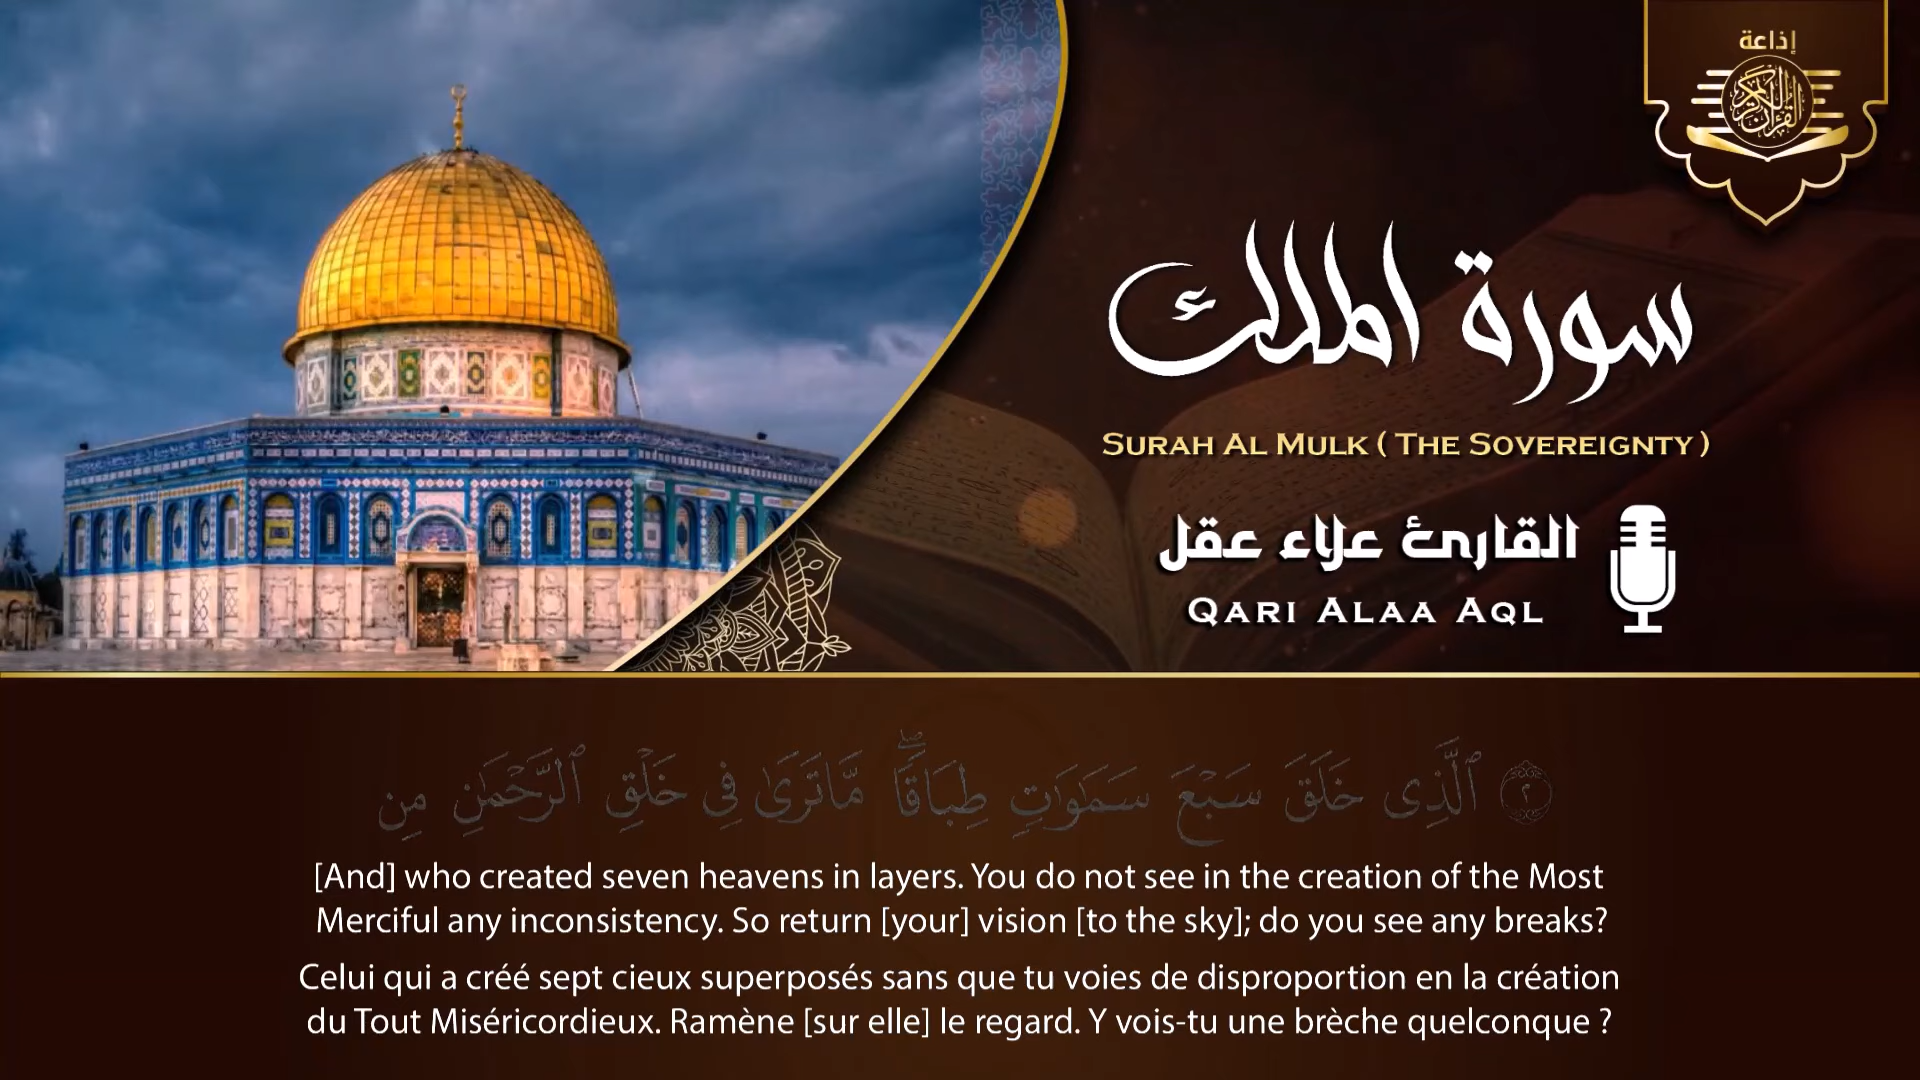 إذاعة
القرآن الكريم
سورة الملك
SURAH AL MULK ( THE SOVEREIGNTY )
القارئ علاء عقل
QARI ALAA AQL
٢ ٱلَّذِى خَلَقَ سَبْعَ سَمَٰوَٰتٍ طِبَاقًۭا ۖ مَّا تَرَىٰ فِى خَلْقِ ٱلرَّحْمَٰنِ مِن
[And] who created seven heavens in layers. You do not see in the creation of the Most
Merciful any inconsistency. So return [your] vision [to the sky]; do you see any breaks?
Celui qui a créé sept cieux superposés sans que tu voies de disproportion en la création
du Tout Miséricordieux. Ramène [sur elle] le regard. Y vois-tu une brèche quelconque ?